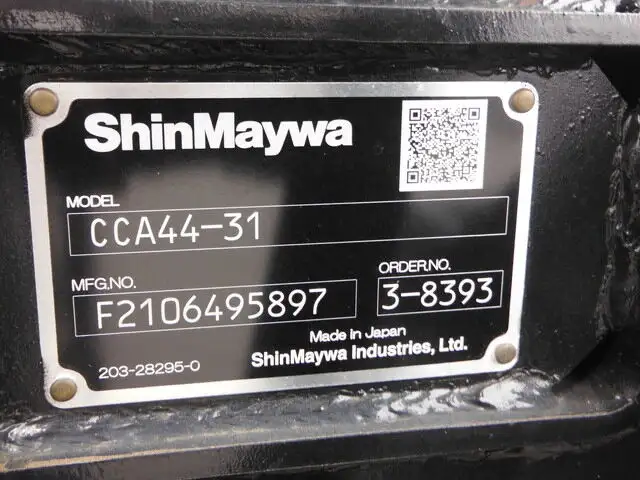 ShinMaywa
MODEL
CCA44-31
MFG.NO.
F2106495897
ORDER.NO.
3-8393
Made in Japan
203-28295-0
ShinMaywa Industries, Ltd.